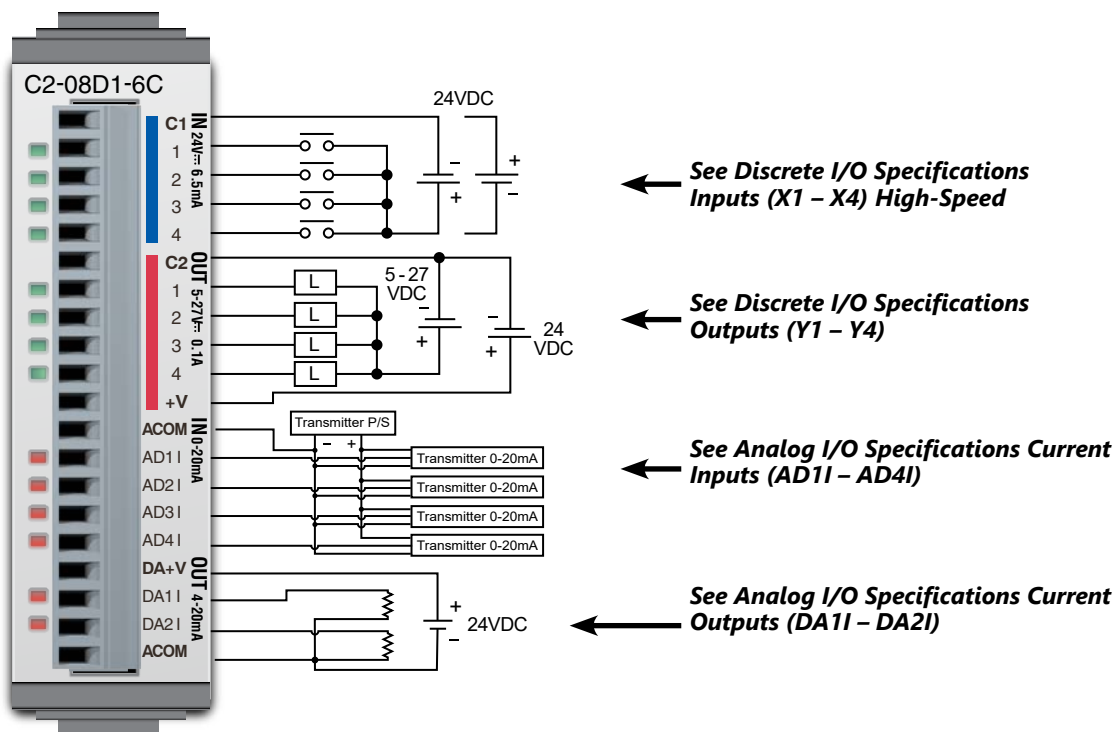 C2-08D1-6C
C1
1
2
3
4
IN 24V⎓ 6.5mA
24VDC
-
+
+
-
See Discrete I/O Specifications
Inputs (X1 – X4) High-Speed
C2
1
2
3
4
+V
OUT 5-27V⎓ 0.1A
L
L
L
L
5 - 27
VDC
-
+
-
+
24
VDC
See Discrete I/O Specifications
Outputs (Y1 – Y4)
ACOM
AD1I
AD2I
AD3I
AD4I
IN 0-20mA
Transmitter P/S
- +
Transmitter 0-20mA
Transmitter 0-20mA
Transmitter 0-20mA
Transmitter 0-20mA
See Analog I/O Specifications Current
Inputs (AD1I – AD4I)
DA+V
DA1I
DA2I
ACOM
OUT 4-20mA
+
24VDC
-
See Analog I/O Specifications Current
Outputs (DA1I – DA2I)